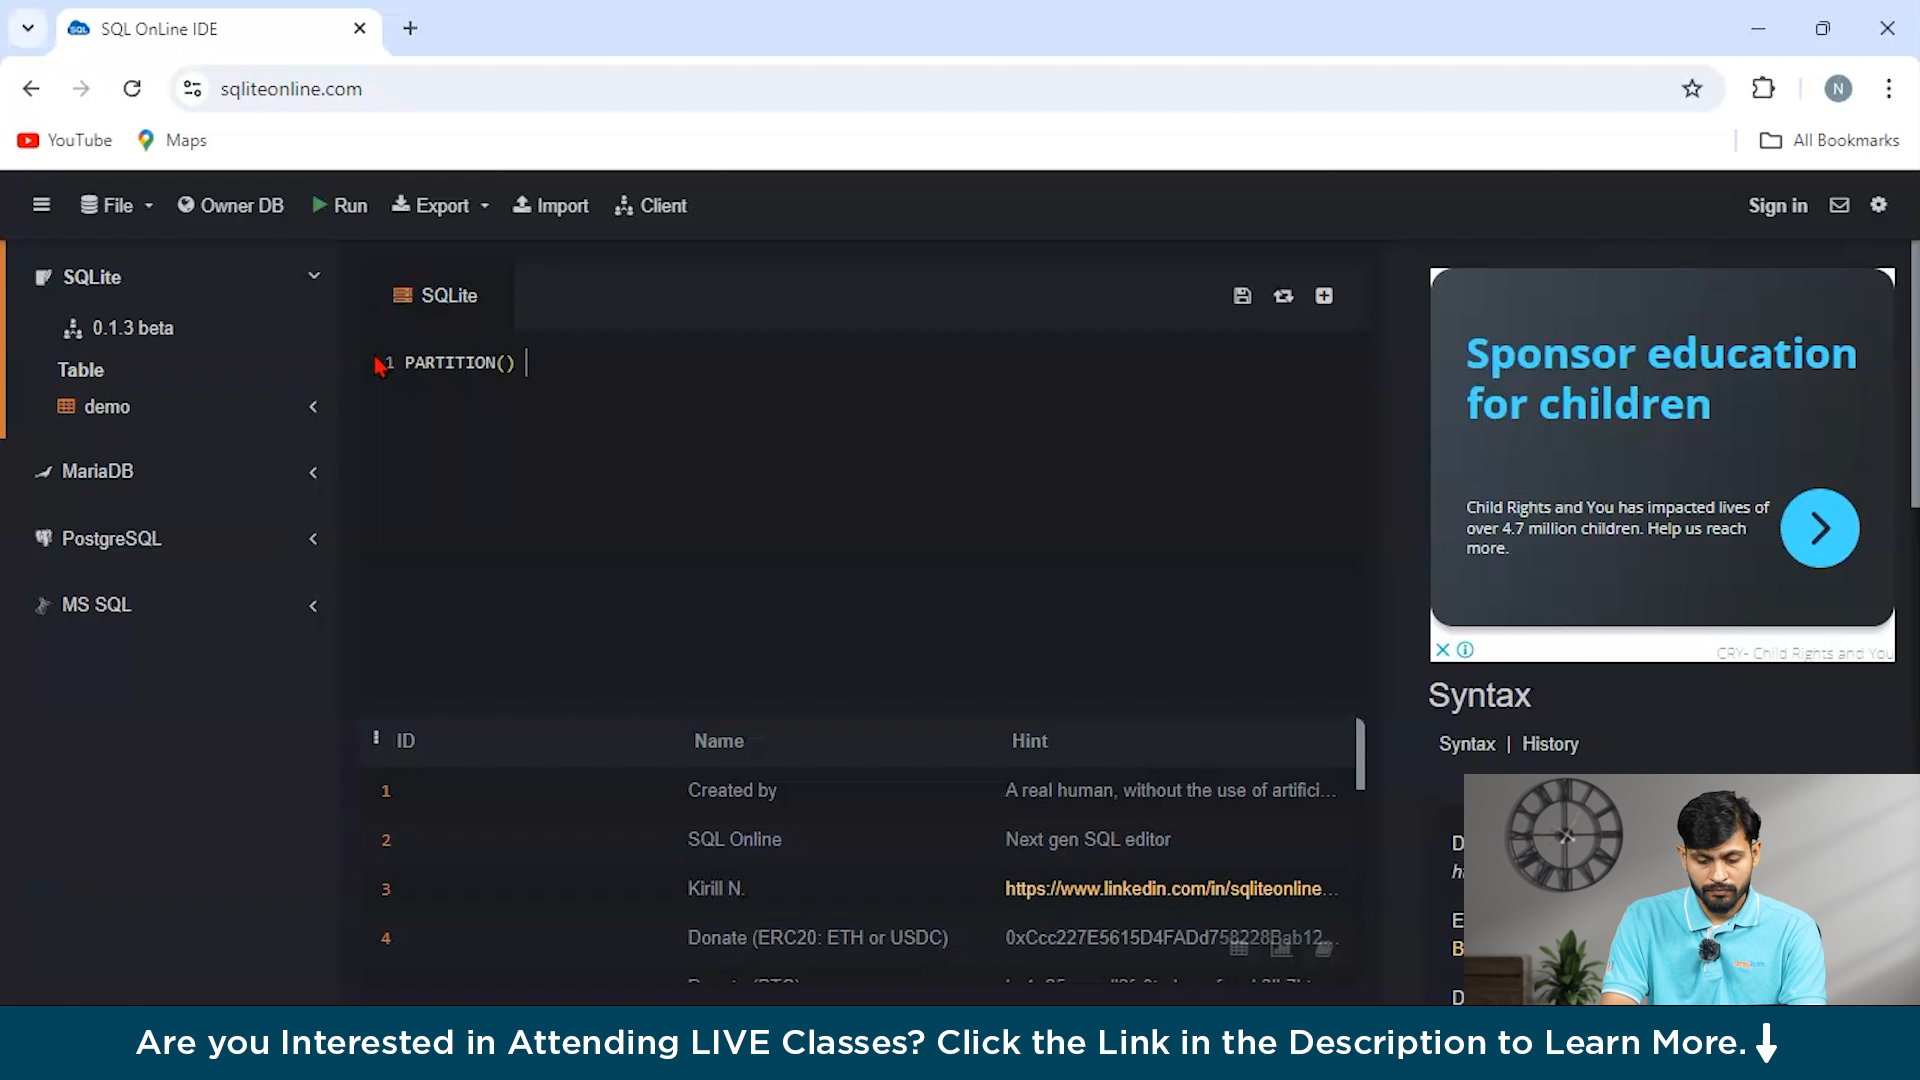 SQL OnLine IDE
sqliteonline.com
N
YouTube
Maps
All Bookmarks
File
Owner DB
Run
Export
Import
Client
Sign in
SQLite
0.1.3 beta
Table
demo
MariaDB
PostgreSQL
MS SQL
SQLite
1 PARTITION()
ID Name Hint
1 Created by A real human, without the use of artifici...
2 SQL Online Next gen SQL editor
3 Kirill N. https://www.linkedin.com/in/sqliteonline...
4 Donate (ERC20: ETH or USDC) 0xCcc227E5615D4FADd758228Bab12...
Sponsor education
for children
Child Rights and You has impacted lives of
over 4.7 million children. Help us reach
more.
CRY- Child Rights and You
Syntax
Syntax | History
Are you Interested in Attending LIVE Classes? Click the Link in the Description to Learn More.